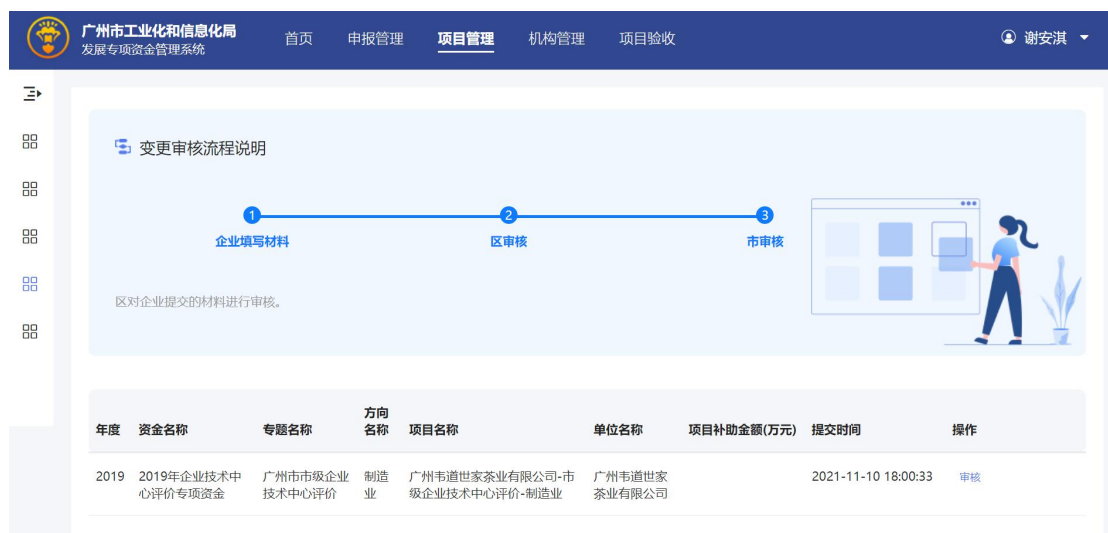 广州市工业化和信息化局
发展专项资金管理系统
首页 申报管理 项目管理 机构管理 项目验收
谢安淇
变更审核流程说明
1 2 3
企业填写材料 区审核 市审核
区对企业提交的材料进行审核。
年度 资金名称 专题名称 方向名称 项目名称 单位名称 项目补助金额(万元) 提交时间 操作
2019 2019年企业技术中 广州市市级企业 制造 广州韦道世家茶业有限公司-市 广州韦道世家 2021-11-10 18:00:33 审核
心评价专项资金 技术中心评价 业 级企业技术中心评价-制造业 茶业有限公司